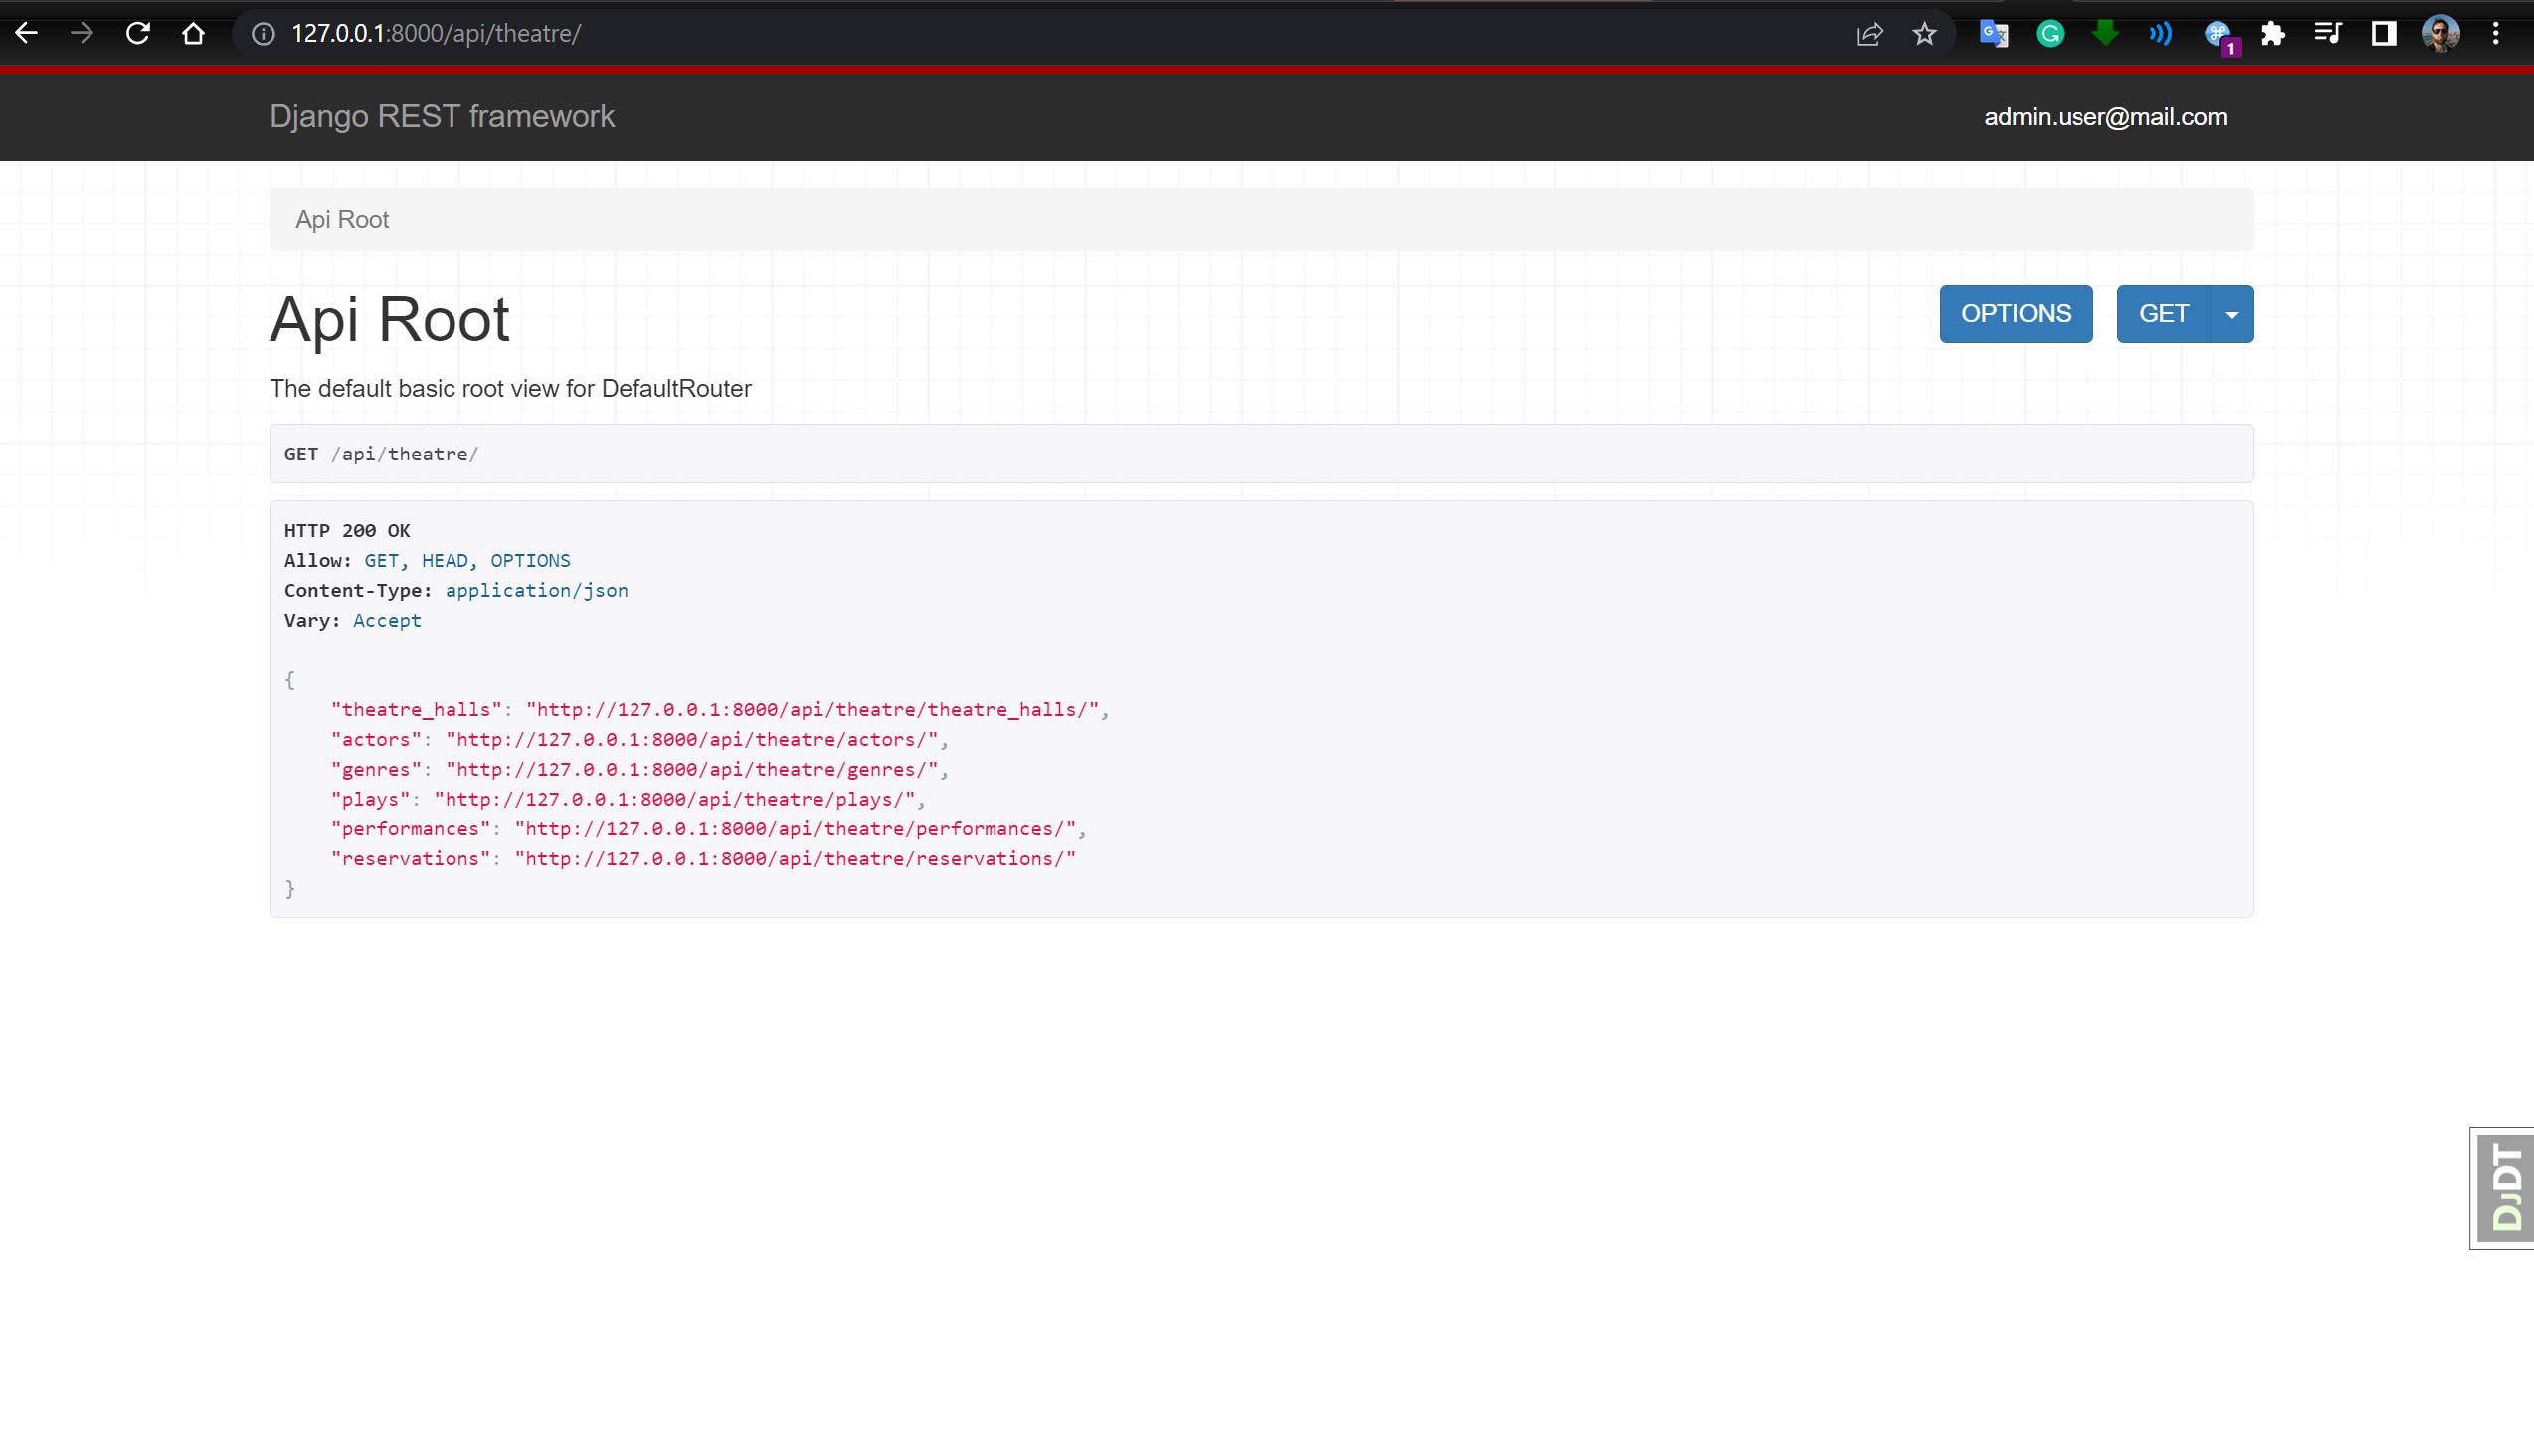 127.0.0.1:8000/api/theatre/
1
Django REST framework
admin.user@mail.com
Api Root
Api Root
OPTIONS
GET
The default basic root view for DefaultRouter
GET /api/theatre/
HTTP 200 OK
Allow: GET, HEAD, OPTIONS
Content-Type: application/json
Vary: Accept
{
    "theatre_halls": "http://127.0.0.1:8000/api/theatre/theatre_halls/",
    "actors": "http://127.0.0.1:8000/api/theatre/actors/",
    "genres": "http://127.0.0.1:8000/api/theatre/genres/",
    "plays": "http://127.0.0.1:8000/api/theatre/plays/",
    "performances": "http://127.0.0.1:8000/api/theatre/performances/",
    "reservations": "http://127.0.0.1:8000/api/theatre/reservations/"
}
DJDT